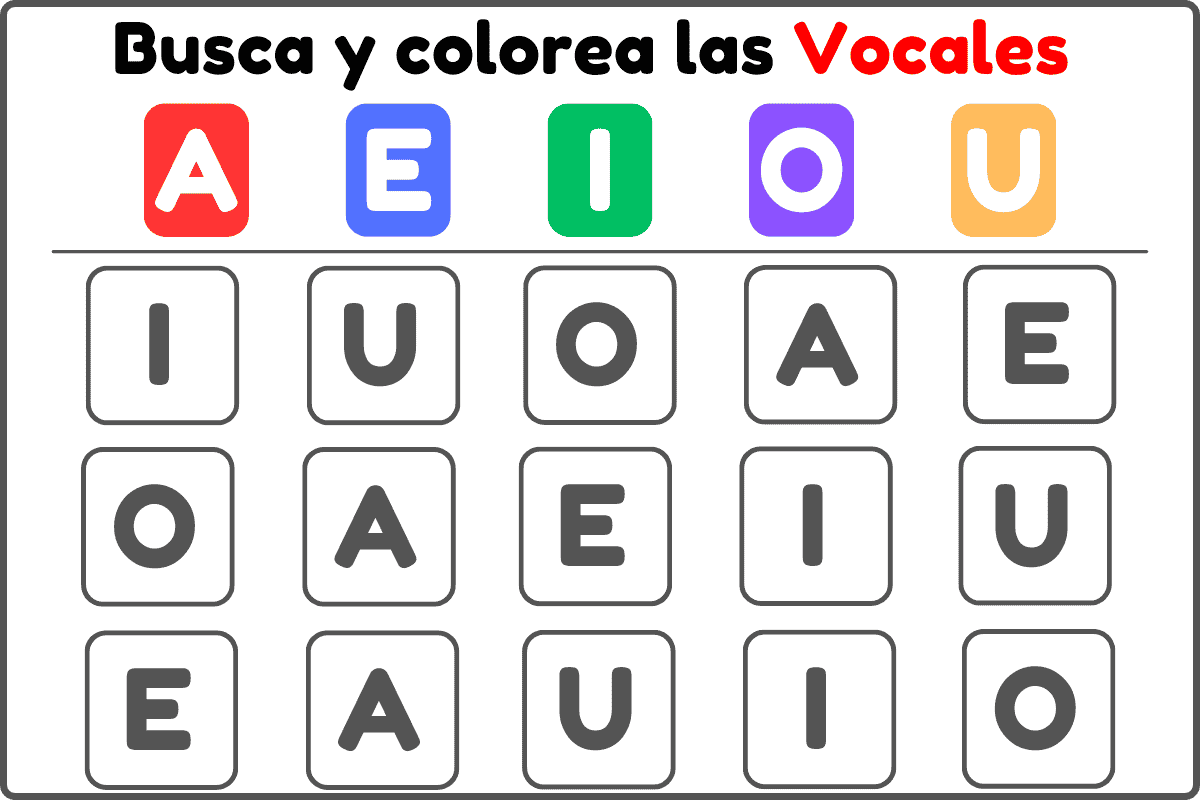 Busca y colorea las Vocales
A E I O U
I U O A E
O A E I U
E A U I O